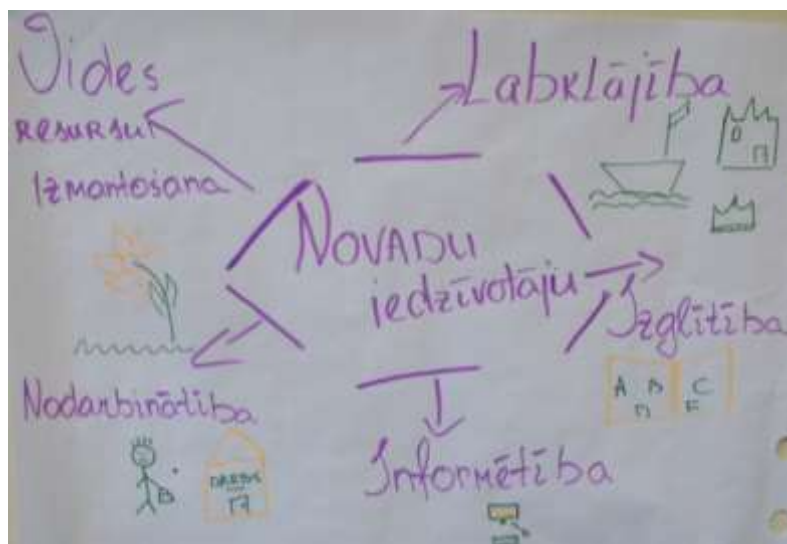 Vides
resursu
Izmantošana
Labklājība
Novadu
iedzīvotāju
Izglītība
A B C
Nodarbinātība
DARBS
Informētība